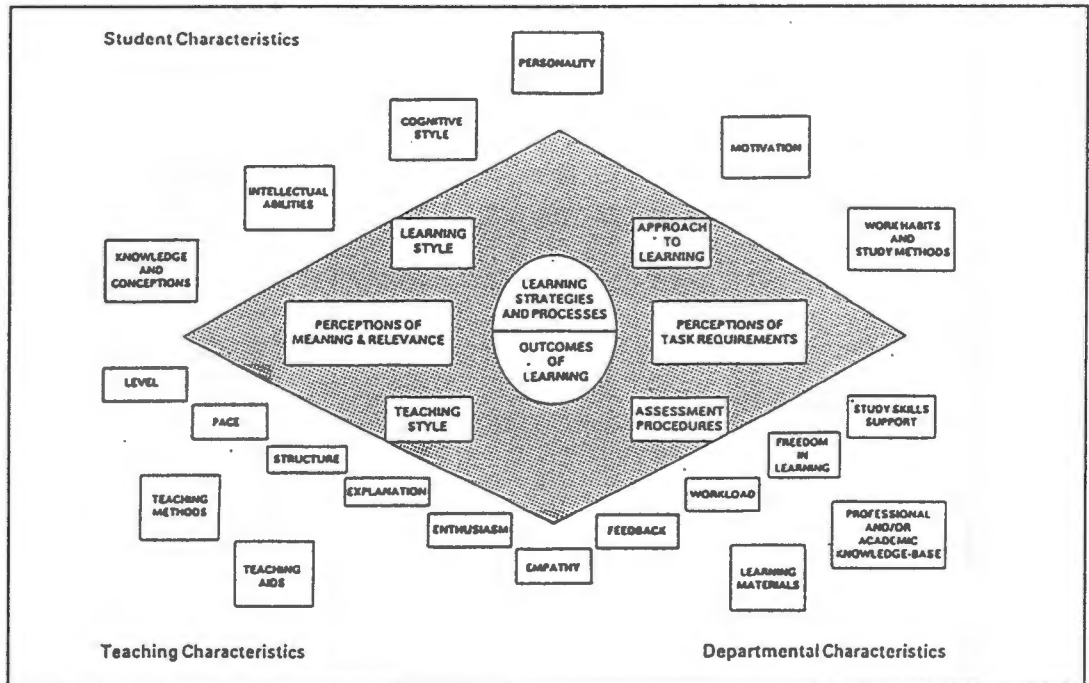 Student Characteristics
PERSONALITY
COGNITIVE
STYLE
MOTIVATION
INTELLECTUAL
ABILITIES
KNOWLEDGE
AND
CONCEPTIONS
WORK HABITS
AND
STUDY METHODS
LEARNING
STYLE
APPROACH
TO
LEARNING
LEARNING
STRATEGIES
AND PROCESSES
PERCEPTIONS OF
MEANING & RELEVANCE
PERCEPTIONS OF
TASK REQUIREMENTS
OUTCOMES
OF
LEARNING
TEACHING
STYLE
ASSESSMENT
PROCEDURES
LEVEL
PACE
STRUCTURE
EXPLANATION
ENTHUSIASM
EMPATHY
FEEDBACK
WORKLOAD
FREEDOM
IN
LEARNING
STUDY SKILLS
SUPPORT
TEACHING
METHODS
TEACHING
AIDS
LEARNING
MATERIALS
PROFESSIONAL
AND/OR
ACADEMIC
KNOWLEDGE-BASE
Teaching Characteristics
Departmental Characteristics